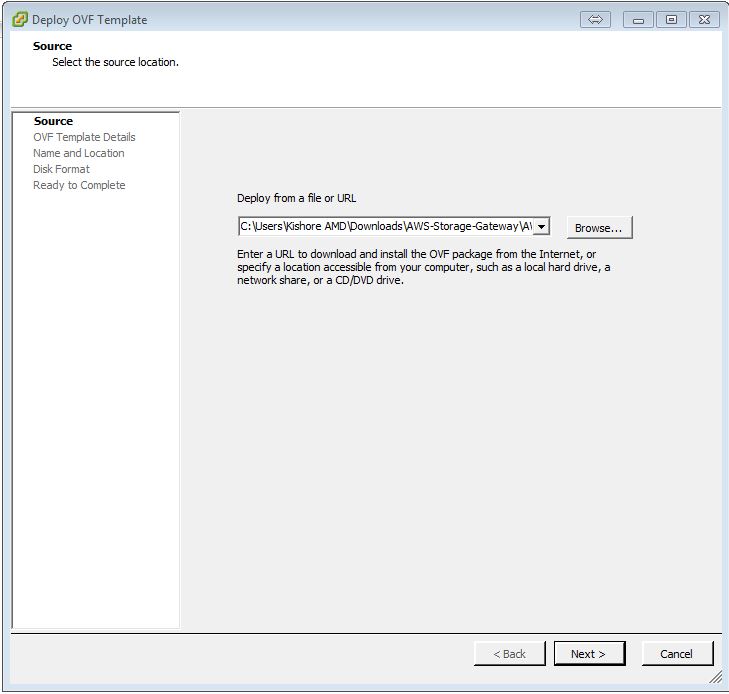 Deploy OVF Template
Source
Select the source location.
Source
OVF Template Details
Name and Location
Disk Format
Ready to Complete
Deploy from a file or URL
C:\Users\Kishore AMD\Downloads\AWS-Storage-Gateway\A
Browse...
Enter a URL to download and install the OVF package from the Internet, or
specify a location accessible from your computer, such as a local hard drive, a
network share, or a CD/DVD drive.
< Back
Next >
Cancel